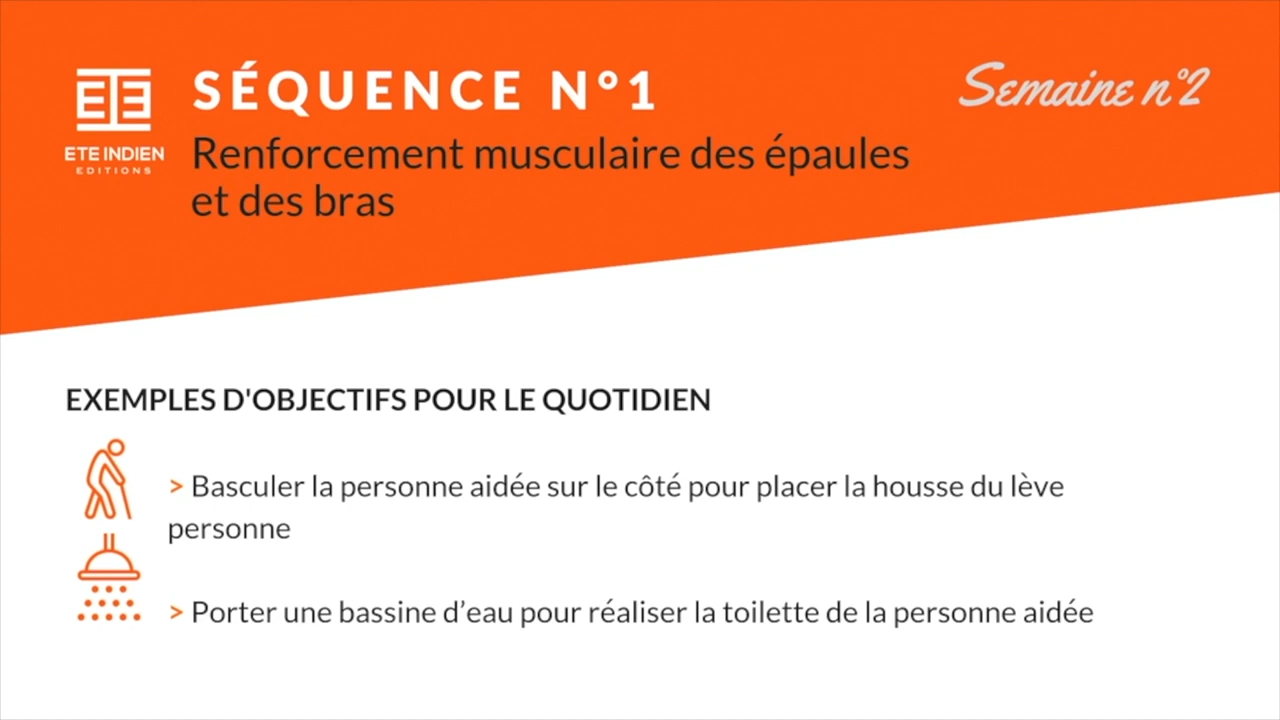 SÉQUENCE N°1
Semaine n°2
ETE INDIEN
EDITIONS
Renforcement musculaire des épaules
et des bras
EXEMPLES D'OBJECTIFS POUR LE QUOTIDIEN
> Basculer la personne aidée sur le côté pour placer la housse du lève
personne
> Porter une bassine d’eau pour réaliser la toilette de la personne aidée